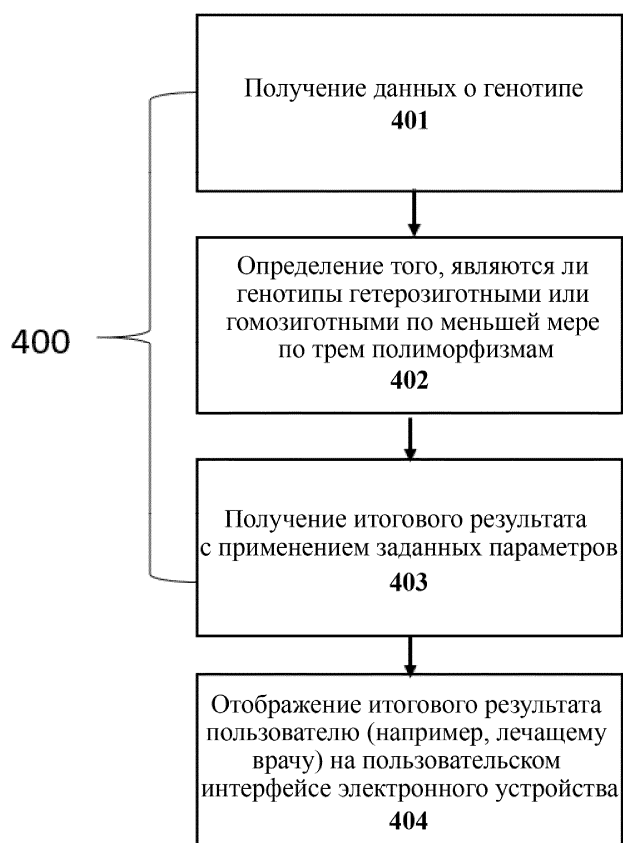 Получение данных о генотипе
401
Определение того, являются ли
генотипы гетерозиготными или
гомозиготными по меньшей мере
по трем полиморфизмам
402
400
Получение итогового результата
с применением заданных параметров
403
Отображение итогового результата
пользователю (например, лечащему
врачу) на пользовательском
интерфейсе электронного устройства
404